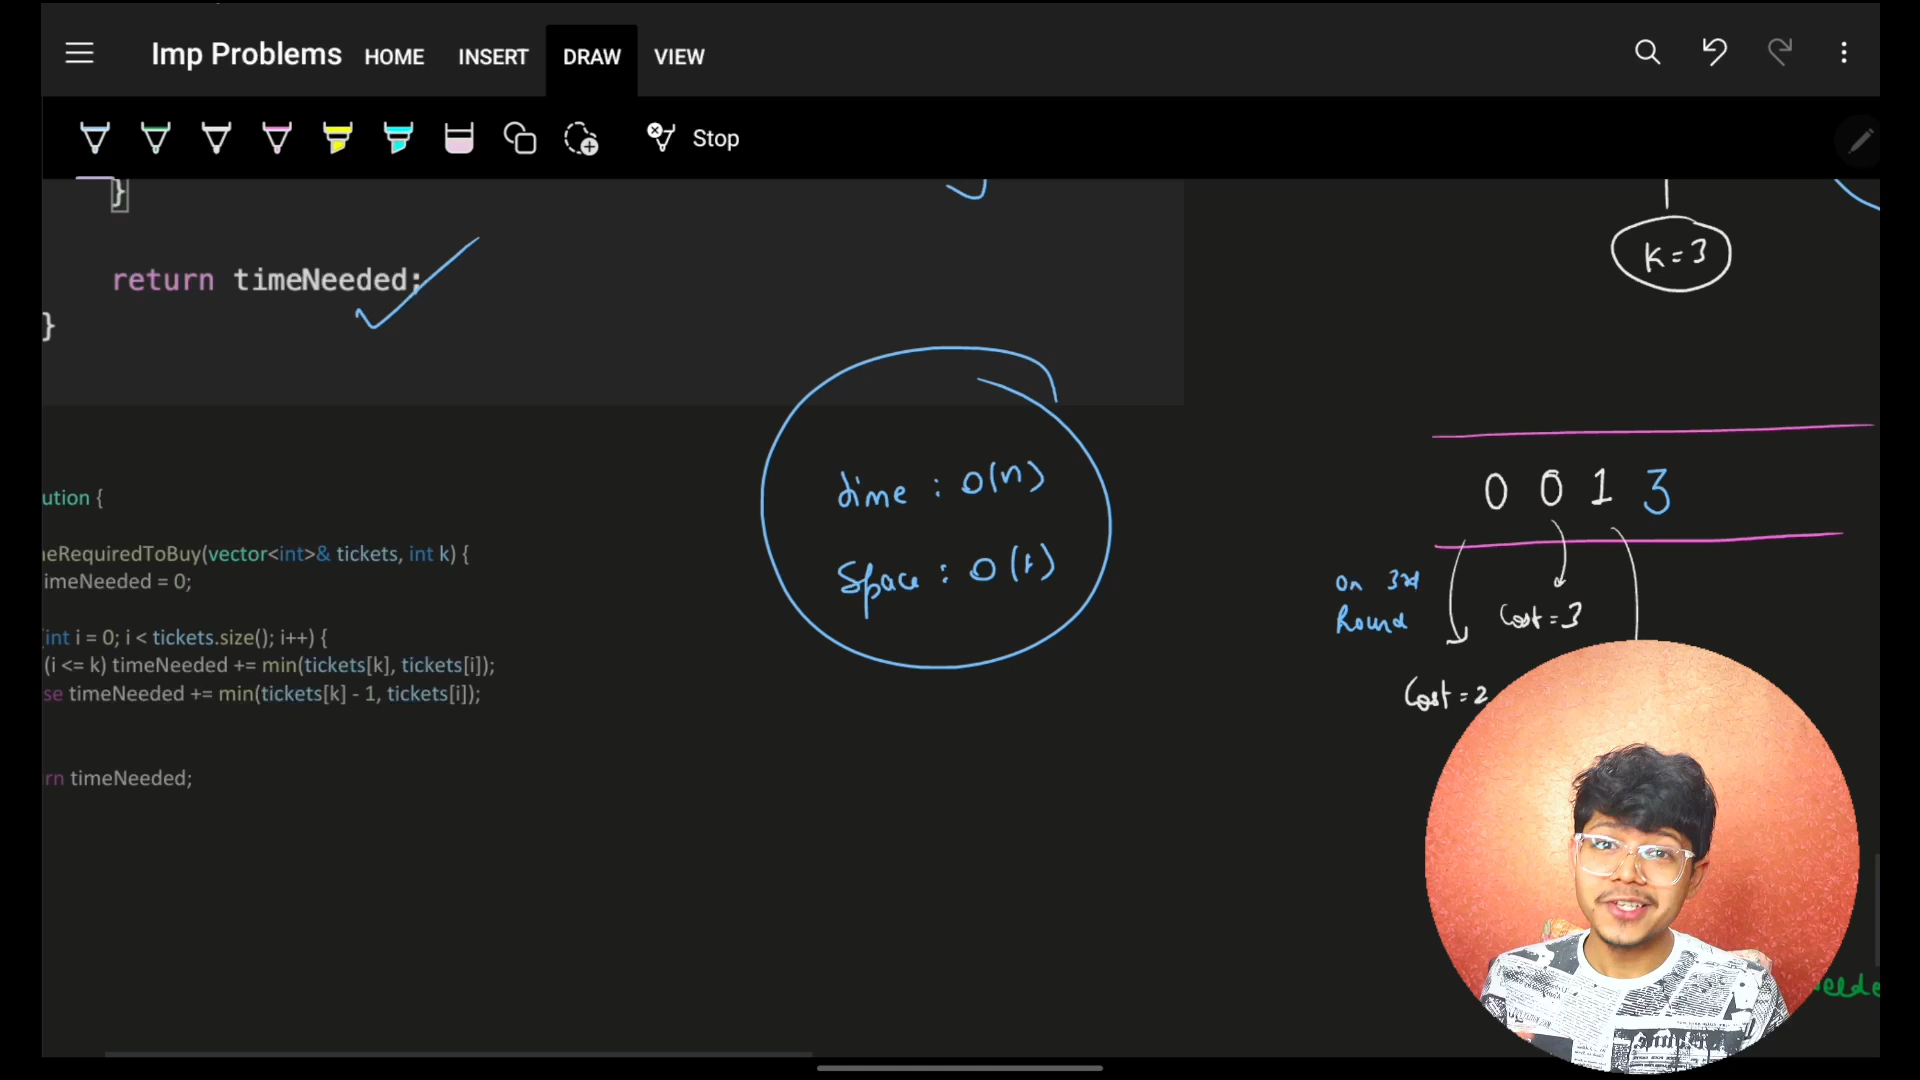 Imp Problems HOME INSERT DRAW VIEW
Stop
}
return timeNeeded;
}
K = 3
Time : O(n)
Space : O(1)
0 0 1 3
On 3rd
Round
Cost = 3
Cost = 2
ution {
eRequiredToBuy(vector<int>& tickets, int k) {
imeNeeded = 0;
int i = 0; i < tickets.size(); i++) {
(i <= k) timeNeeded += min(tickets[k], tickets[i]);
se timeNeeded += min(tickets[k] - 1, tickets[i]);
rn timeNeeded;
eede